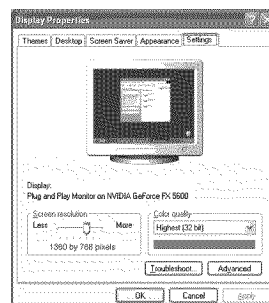 Display Properties
Themes Desktop Screen Saver Appearance Settings
Display:
Plug and Play Monitor on NVIDIA GeForce FX 5600
Screen resolution
Less More
1360 by 768 pixels
Color quality
Highest (32 bit)
Troubleshoot... Advanced
OK Cancel Apply